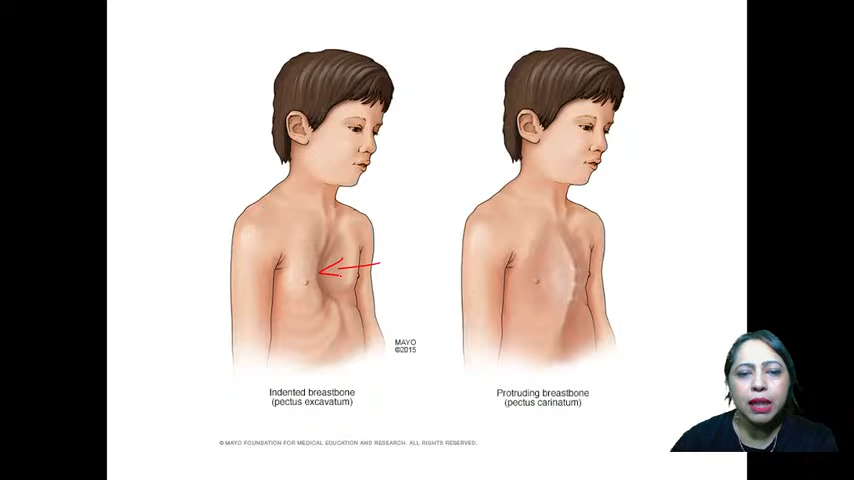 MAYO
©2015
Indented breastbone
(pectus excavatum)
Protruding breastbone
(pectus carinatum)
© MAYO FOUNDATION FOR MEDICAL EDUCATION AND RESEARCH. ALL RIGHTS RESERVED.